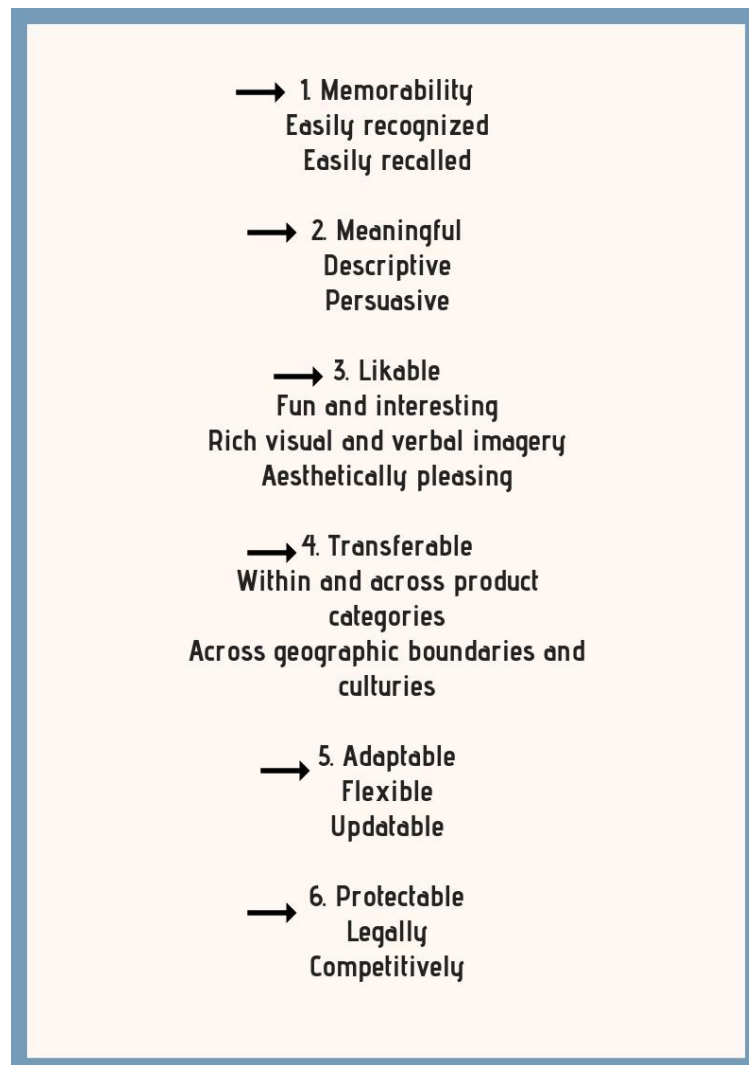 1. Memorability
Easily recognized
Easily recalled
2. Meaningful
Descriptive
Persuasive
3. Likable
Fun and interesting
Rich visual and verbal imagery
Aesthetically pleasing
4. Transferable
Within and across product
categories
Across geographic boundaries and
culturies
5. Adaptable
Flexible
Updatable
6. Protectable
Legally
Competitively